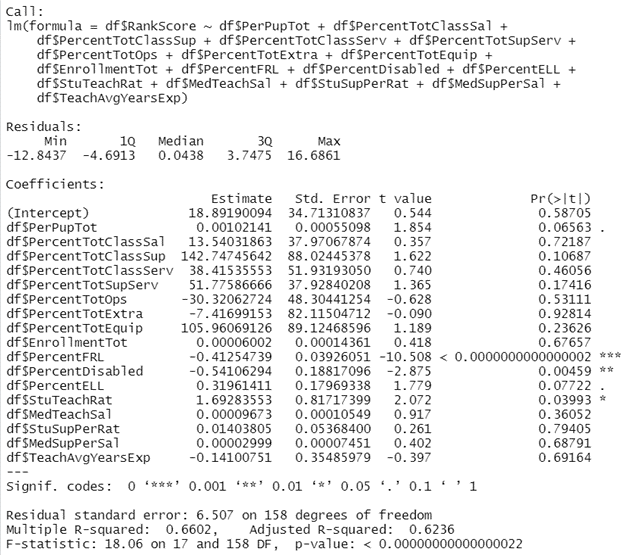 Call:
lm(formula = df$RankScore ~ df$PerPupTot + df$PercentTotClassSal +
    df$PercentTotClassSup + df$PercentTotClassServ + df$PercentTotSupServ +
    df$PercentTotOps + df$PercentTotExtra + df$PercentTotEquip +
    df$EnrollmentTot + df$PercentFRL + df$PercentDisabled + df$PercentELL +
    df$StuTeachRat + df$MedTeachSal + df$StuSupPerRat + df$MedSupPerSal +
    df$TeachAvgYearsExp)
Residuals:
     Min       1Q   Median       3Q      Max
-12.8437  -4.6913   0.0438   3.7475  16.6861
Coefficients:
                          Estimate   Std. Error t value             Pr(>|t|)
(Intercept)            18.89190094  34.71310837   0.544              0.58705
df$PerPupTot            0.00102141   0.00055098   1.854              0.06563 .
df$PercentTotClassSal  13.54031863  37.97067874   0.357              0.72187
df$PercentTotClassSup 142.74745642  88.02445378   1.622              0.10687
df$PercentTotClassServ 38.41535553  51.93193050   0.740              0.46056
df$PercentTotSupServ   51.77586666  37.92840208   1.365              0.17416
df$PercentTotOps      -30.32062724  48.30441254  -0.628              0.53111
df$PercentTotExtra     -7.41699153  82.11504712  -0.090              0.92814
df$PercentTotEquip    105.96069126  89.12468596   1.189              0.23626
df$EnrollmentTot        0.00006002   0.00014361   0.418              0.67657
df$PercentFRL          -0.41254739   0.03926051 -10.508 < 0.0000000000000002 ***
df$PercentDisabled     -0.54106294   0.18817096  -2.875              0.00459 **
df$PercentELL           0.31961411   0.17969338   1.779              0.07722 .
df$StuTeachRat          1.69283553   0.81717399   2.072              0.03993 *
df$MedTeachSal          0.00009673   0.00010549   0.917              0.36052
df$StuSupPerRat         0.01403805   0.05368400   0.261              0.79405
df$MedSupPerSal         0.00002999   0.00007451   0.402              0.68791
df$TeachAvgYearsExp    -0.14100751   0.35485979  -0.397              0.69164
---
Signif. codes:  0 ‘***’ 0.001 ‘**’ 0.01 ‘*’ 0.05 ‘.’ 0.1 ‘ ’ 1
Residual standard error: 6.507 on 158 degrees of freedom
Multiple R-squared:  0.6602,    Adjusted R-squared:  0.6236
F-statistic: 18.06 on 17 and 158 DF,  p-value: < 0.00000000000000022